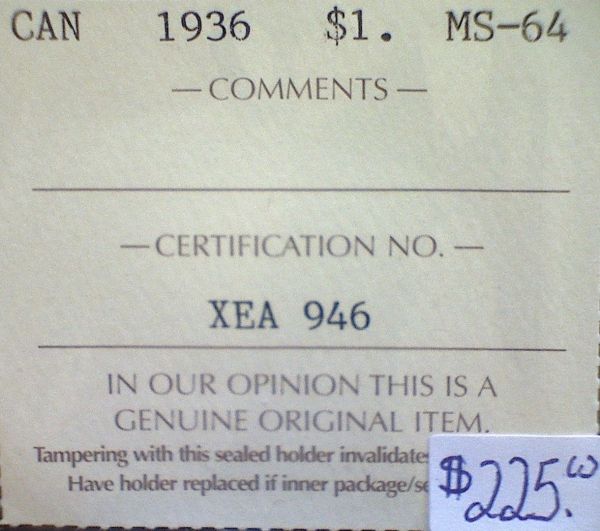 CAN 1936 $1. MS-64
— COMMENTS —
— CERTIFICATION NO. —
XEA 946
IN OUR OPINION THIS IS A
GENUINE ORIGINAL ITEM.
Tampering with this sealed holder invalidate
Have holder replaced if inner package/se
$225.